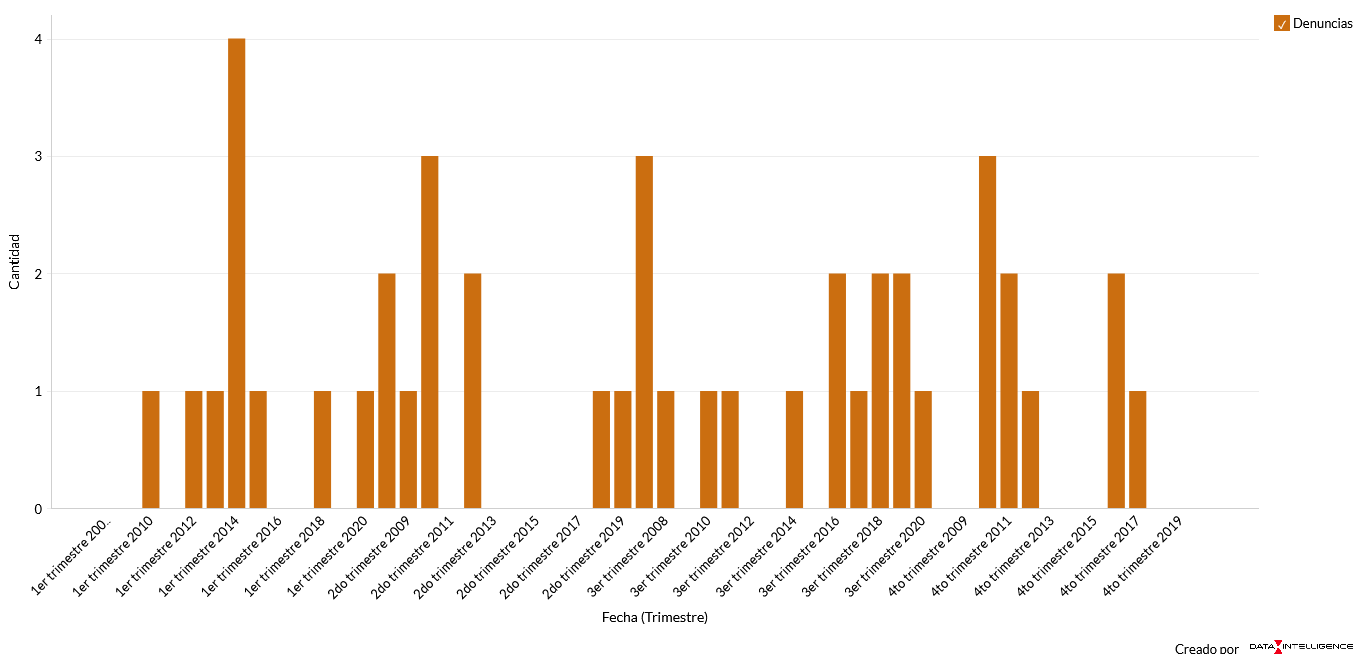 Denuncias
4
3
2
1
0
Cantidad
1er trimestre 200..
1er trimestre 2010
1er trimestre 2012
1er trimestre 2014
1er trimestre 2016
1er trimestre 2018
1er trimestre 2020
2do trimestre 2009
2do trimestre 2011
2do trimestre 2013
2do trimestre 2015
2do trimestre 2017
2do trimestre 2019
3er trimestre 2008
3er trimestre 2010
3er trimestre 2012
3er trimestre 2014
3er trimestre 2016
3er trimestre 2018
3er trimestre 2020
4to trimestre 2009
4to trimestre 2011
4to trimestre 2013
4to trimestre 2015
4to trimestre 2017
4to trimestre 2019
Fecha (Trimestre)
Creado por DATA INTELLIGENCE